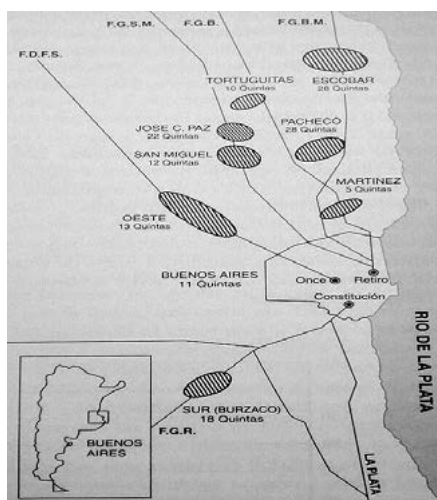 F.G.S.M.
F.G.B.
F.G.B.M.
F.D.F.S.
TORTUGUITAS
10 Quintas
ESCOBAR
28 Quintas
JOSE C. PAZ
22 Quintas
PACHECO
28 Quintas
SAN MIGUEL
12 Quintas
MARTINEZ
5 Quintas
OESTE
13 Quintas
BUENOS AIRES
11 Quintas
Once
Retiro
Constitución
RIO DE LA PLATA
SUR (BURZACO)
18 Quintas
F.G.R.
LA PLATA
BUENOS
AIRES